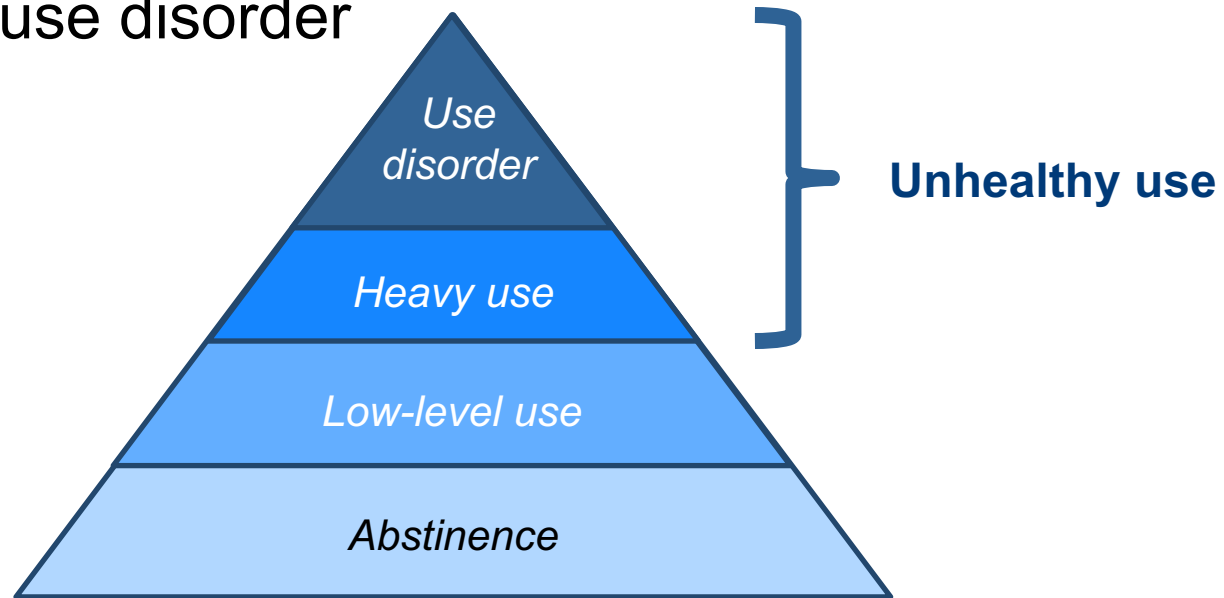 use disorder
Use
disorder
Unhealthy use
Heavy use
Low-level use
Abstinence